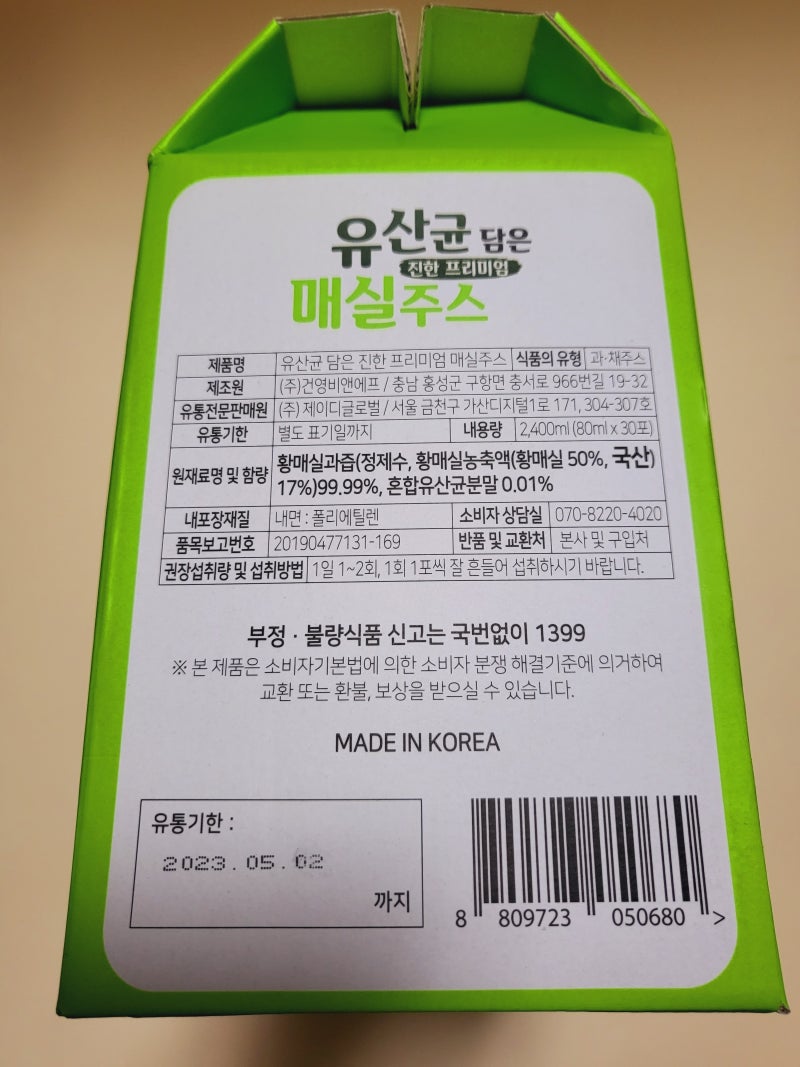 유산균 담은
진한 프리미엄
매실주스
제품명 유산균 담은 진한 프리미엄 매실주스 식품의 유형 과·채주스
제조원 (주)건영비앤에프 / 충남 홍성군 구항면 충서로 966번길 19-32
유통전문판매원 (주) 제이디글로벌 / 서울 금천구 가산디지털1로 171, 304-307호
유통기한 별도 표기일까지 내용량 2,400ml (80ml x 30포)
원재료명 및 함량 황매실과즙(정제수, 황매실농축액(황매실 50%, 국산)
17%)99.99%, 혼합유산균분말 0.01%
내포장재질 내면 : 폴리에틸렌 소비자 상담실 070-8220-4020
품목보고번호 20190477131-169 반품 및 교환처 본사 및 구입처
권장섭취량 및 섭취방법 1일 1~2회, 1회 1포씩 잘 흔들어 섭취하시기 바랍니다.
부정 · 불량식품 신고는 국번없이 1399
※ 본 제품은 소비자기본법에 의한 소비자 분쟁 해결기준에 의거하여
교환 또는 환불, 보상을 받으실 수 있습니다.
MADE IN KOREA
유통기한 :
2023.05.02
까지
8 809723 050680 >